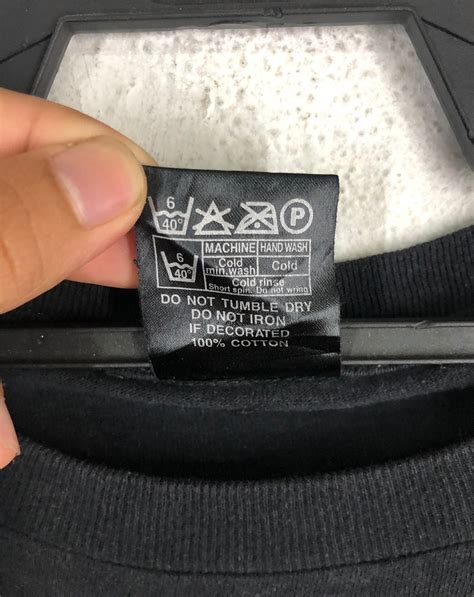 6
40° P
MACHINE HAND WASH
6 Cold Cold
40° min.wash
Cold rinse
Short spin. Do not wring
DO NOT TUMBLE DRY
DO NOT IRON
IF DECORATED
100% COTTON